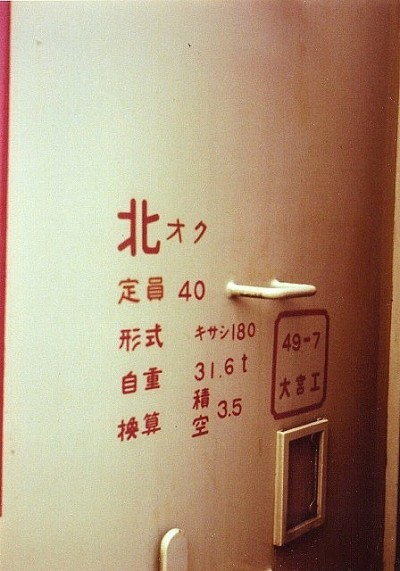 北オク
定員 40
形式 キサシ180
自重 31.6t
換算 積 3.5
空
49-7
大宮工